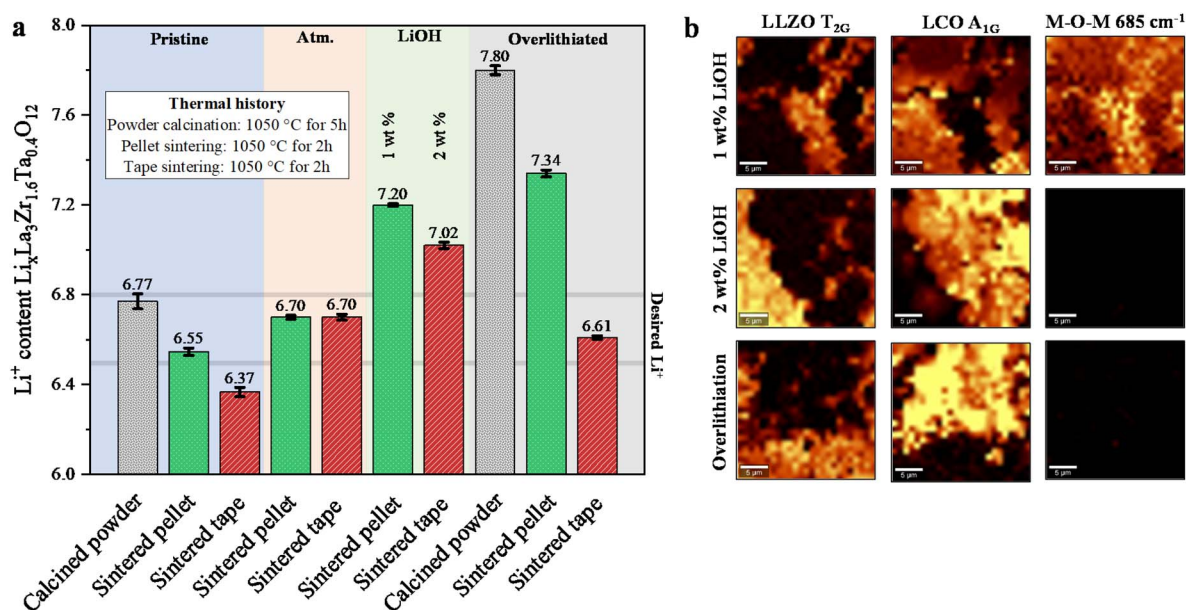 a
Li⁺ content LiₓLa₃Zr₁.₆Ta₀.₄O₁₂
8.0
7.6
7.2
6.8
6.4
6.0
Pristine
Atm.
LiOH
Overlithiated
Thermal history
Powder calcination: 1050 °C for 5h
Pellet sintering: 1050 °C for 2h
Tape sintering: 1050 °C for 2h
1 wt %
2 wt %
6.77
6.55
6.37
6.70
6.70
7.20
7.02
7.80
7.34
6.61
Desired Li⁺
Calcined powder
Sintered pellet
Sintered tape
Sintered pellet
Sintered tape
Sintered pellet
Sintered tape
Calcined powder
Sintered pellet
Sintered tape
b
LLZO T₂G
LCO A₁G
M-O-M 685 cm⁻¹
1 wt% LiOH
5 µm
5 µm
5 µm
2 wt% LiOH
5 µm
5 µm
5 µm
Overlithiation
5 µm
5 µm
5 µm